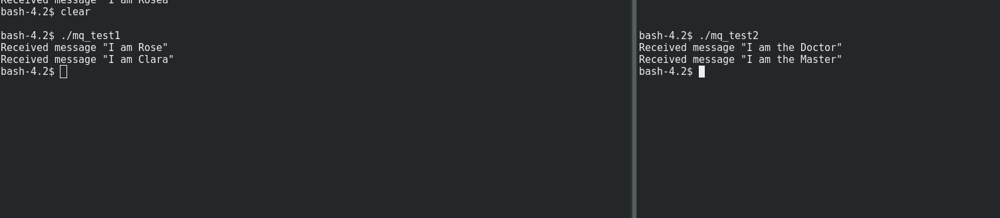 Received message "I am Rosea
bash-4.2$ clear
bash-4.2$ ./mq_test1
Received message "I am Rose"
Received message "I am Clara"
bash-4.2$
bash-4.2$ ./mq_test2
Received message "I am the Doctor"
Received message "I am the Master"
bash-4.2$